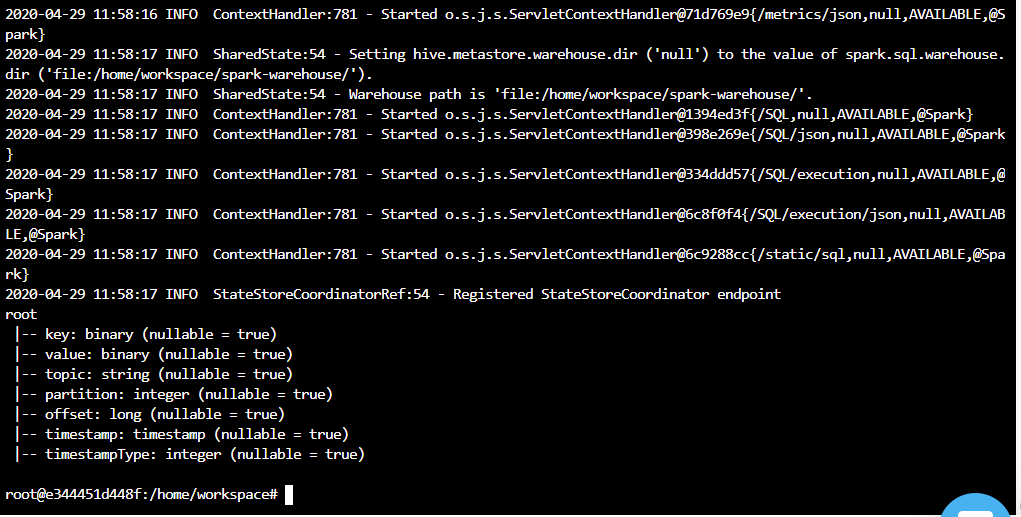 2020-04-29 11:58:16 INFO  ContextHandler:781 - Started o.s.j.s.ServletContextHandler@71d769e9{/metrics/json,null,AVAILABLE,@S
park}
2020-04-29 11:58:17 INFO  SharedState:54 - Setting hive.metastore.warehouse.dir ('null') to the value of spark.sql.warehouse.
dir ('file:/home/workspace/spark-warehouse/').
2020-04-29 11:58:17 INFO  SharedState:54 - Warehouse path is 'file:/home/workspace/spark-warehouse/'.
2020-04-29 11:58:17 INFO  ContextHandler:781 - Started o.s.j.s.ServletContextHandler@1394ed3f{/SQL,null,AVAILABLE,@Spark}
2020-04-29 11:58:17 INFO  ContextHandler:781 - Started o.s.j.s.ServletContextHandler@398e269e{/SQL/json,null,AVAILABLE,@Spark
}
2020-04-29 11:58:17 INFO  ContextHandler:781 - Started o.s.j.s.ServletContextHandler@334ddd57{/SQL/execution,null,AVAILABLE,@
Spark}
2020-04-29 11:58:17 INFO  ContextHandler:781 - Started o.s.j.s.ServletContextHandler@6c8f0f4{/SQL/execution/json,null,AVAILAB
LE,@Spark}
2020-04-29 11:58:17 INFO  ContextHandler:781 - Started o.s.j.s.ServletContextHandler@6c9288cc{/static/sql,null,AVAILABLE,@Spa
rk}
2020-04-29 11:58:17 INFO  StateStoreCoordinatorRef:54 - Registered StateStoreCoordinator endpoint
root
 |-- key: binary (nullable = true)
 |-- value: binary (nullable = true)
 |-- topic: string (nullable = true)
 |-- partition: integer (nullable = true)
 |-- offset: long (nullable = true)
 |-- timestamp: timestamp (nullable = true)
 |-- timestampType: integer (nullable = true)
root@e344451d448f:/home/workspace#